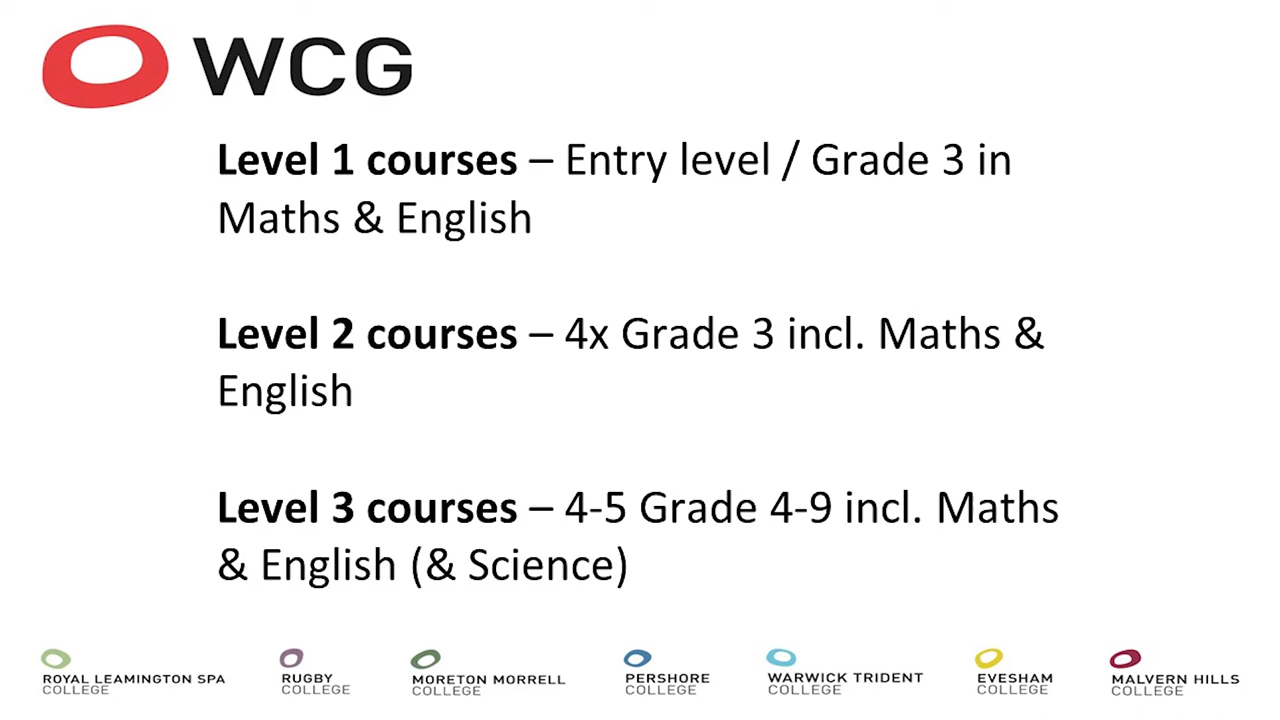 WCG
Level 1 courses – Entry level / Grade 3 in
Maths & English
Level 2 courses – 4x Grade 3 incl. Maths &
English
Level 3 courses – 4-5 Grade 4-9 incl. Maths
& English (& Science)
ROYAL LEAMINGTON SPA
COLLEGE
RUGBY
COLLEGE
MORETON MORRELL
COLLEGE
PERSHORE
COLLEGE
WARWICK TRIDENT
COLLEGE
EVESHAM
COLLEGE
MALVERN HILLS
COLLEGE